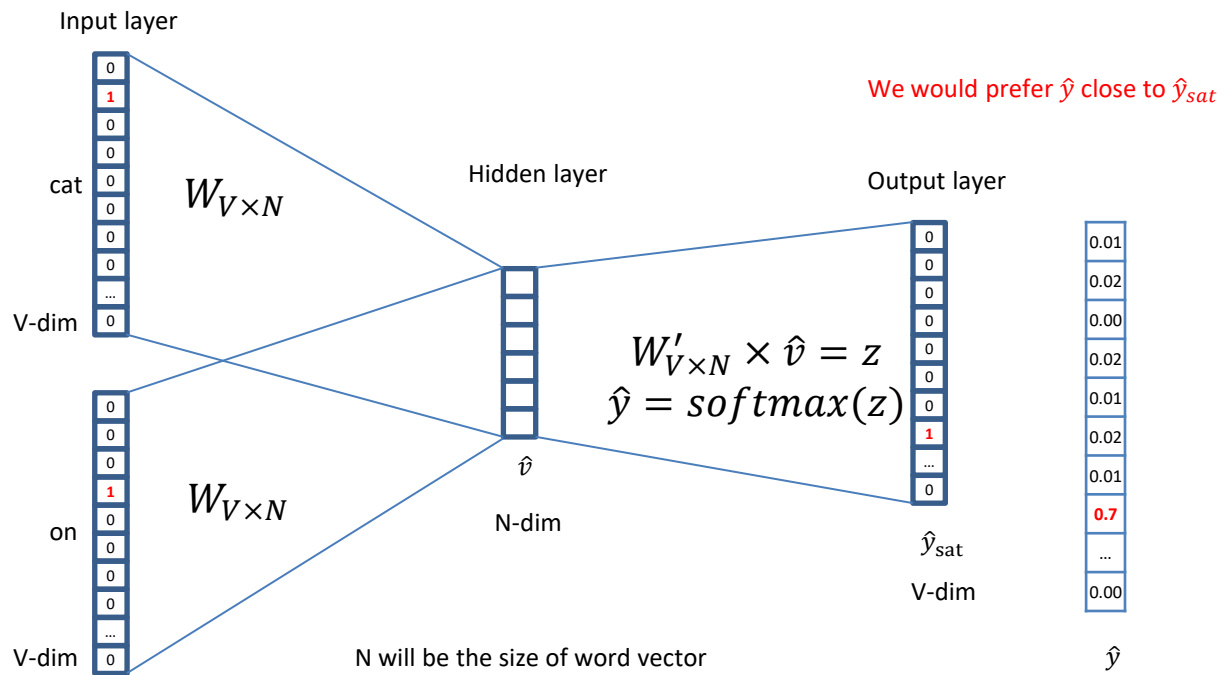 Input layer
0
1
0
0
0
0
0
0
...
0
cat
V-dim
W_{V×N}
0
0
0
1
0
0
0
0
...
0
on
V-dim
W_{V×N}
Hidden layer
v̂
N-dim
N will be the size of word vector
W′_{V×N} × v̂ = z
ŷ = softmax(z)
Output layer
0
0
0
0
0
0
0
1
...
0
ŷ_sat
V-dim
We would prefer ŷ close to ŷ_sat
0.01
0.02
0.00
0.02
0.01
0.02
0.01
0.7
...
0.00
ŷ